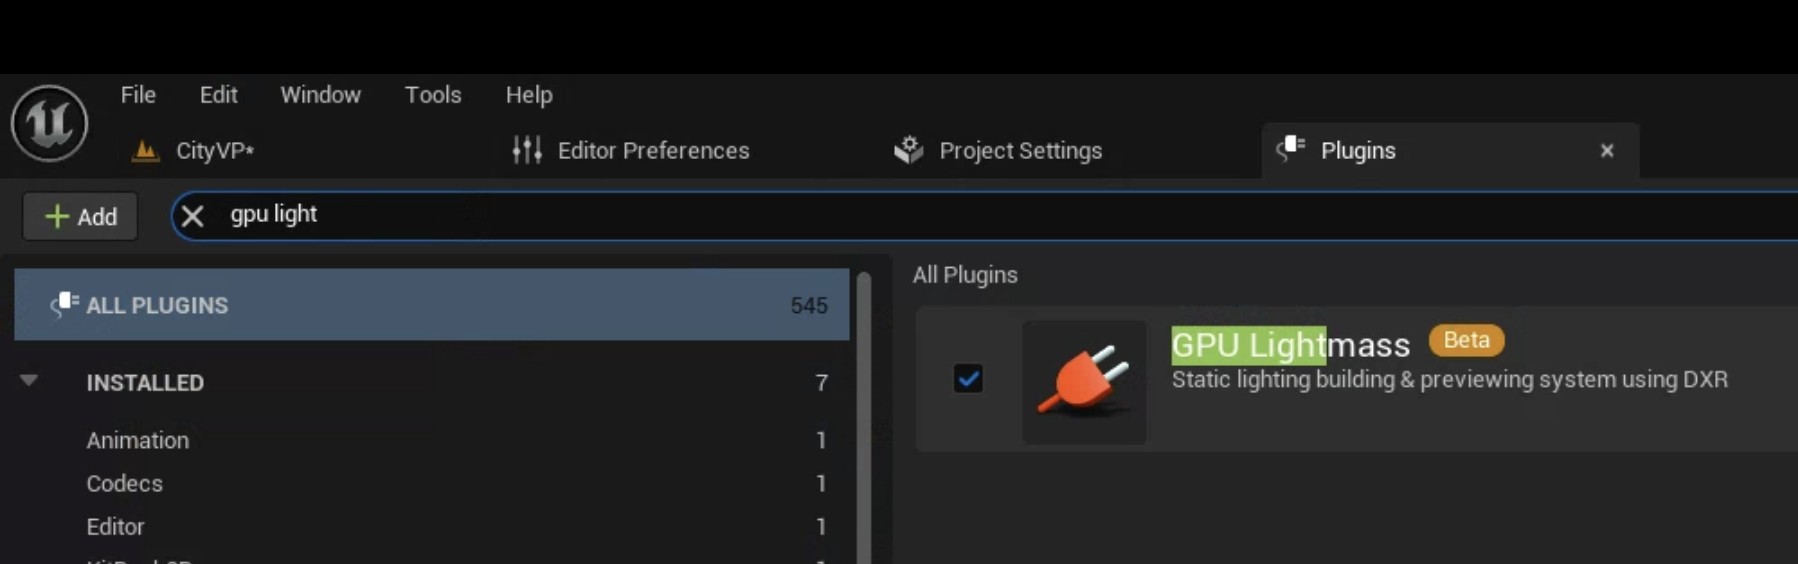 File Edit Window Tools Help
CityVP* Editor Preferences Project Settings Plugins
Add gpu light
ALL PLUGINS 545
INSTALLED 7
Animation 1
Codecs 1
Editor 1
All Plugins
GPU Lightmass Beta
Static lighting building & previewing system using DXR